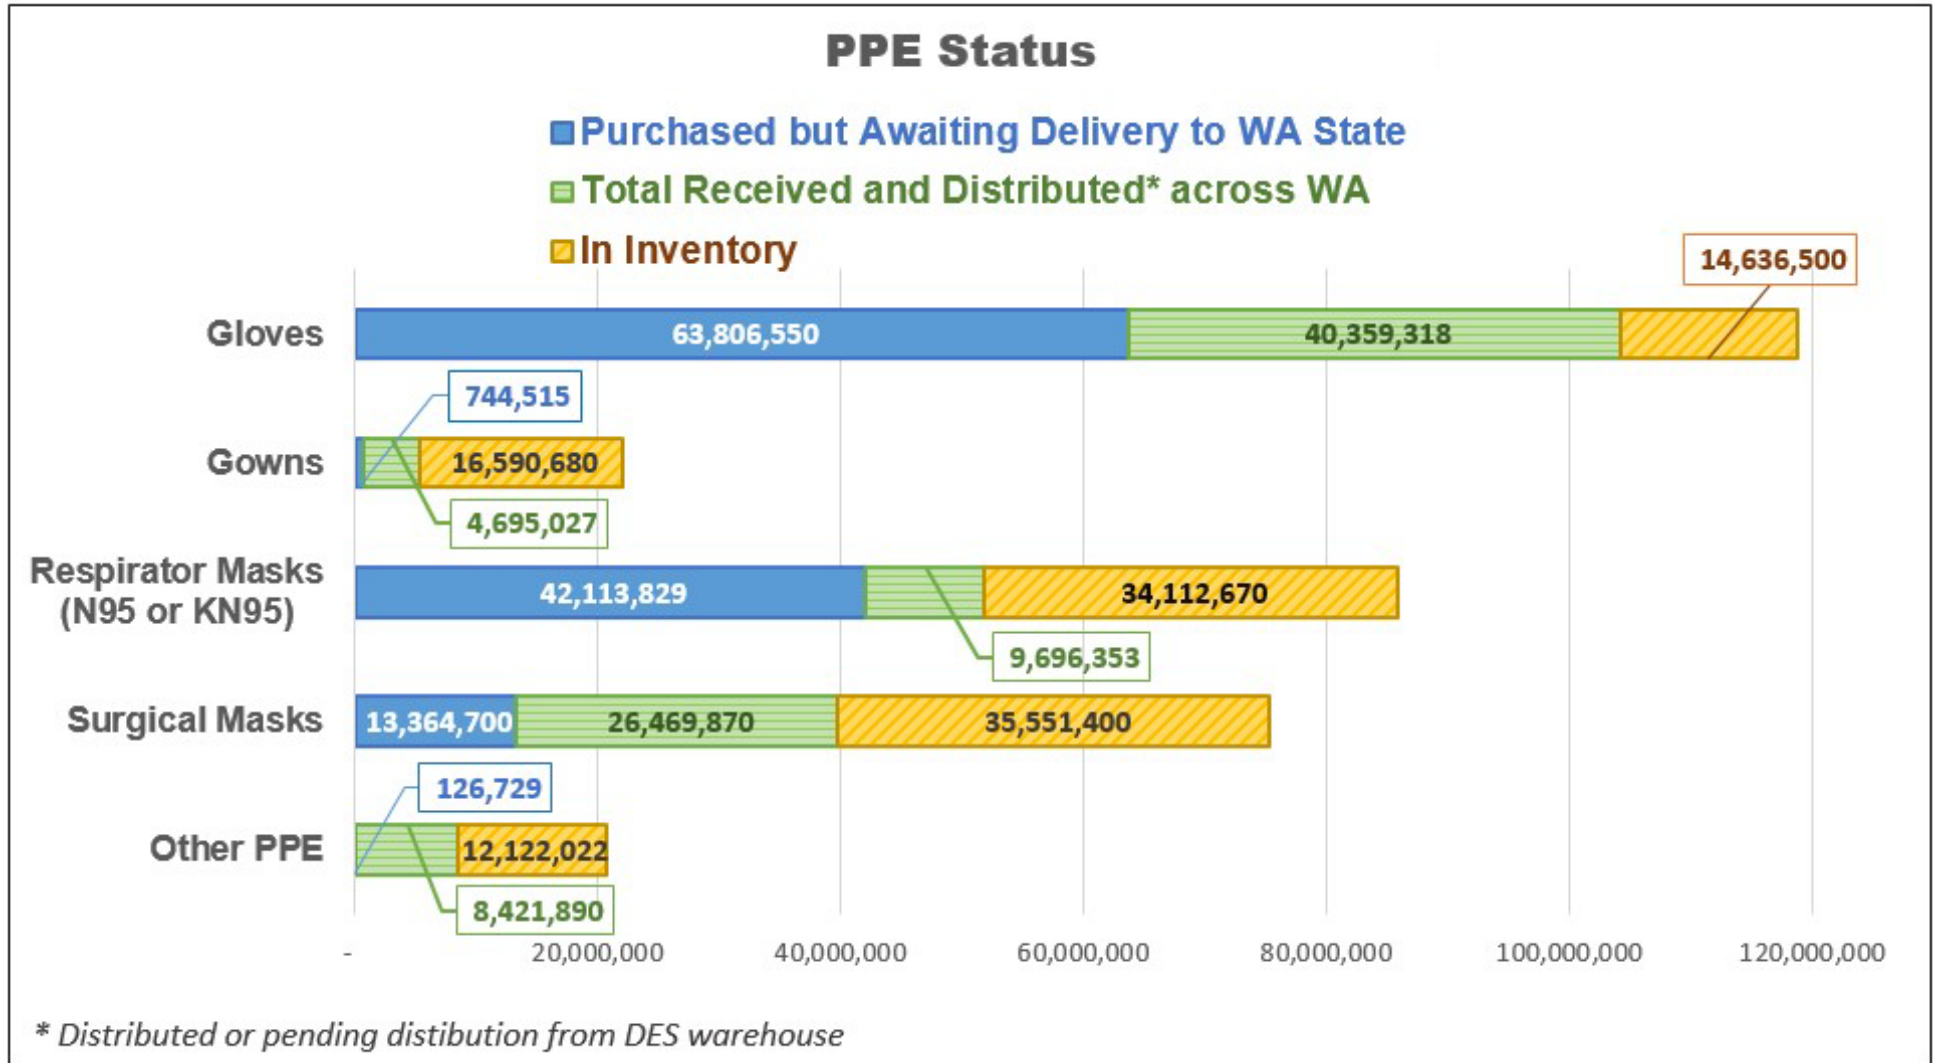 PPE Status
Purchased but Awaiting Delivery to WA State
Total Received and Distributed* across WA
In Inventory
14,636,500
Gloves
63,806,550
40,359,318
744,515
Gowns
16,590,680
4,695,027
Respirator Masks
(N95 or KN95)
42,113,829
34,112,670
9,696,353
Surgical Masks
13,364,700
26,469,870
35,551,400
126,729
Other PPE
12,122,022
8,421,890
- 20,000,000 40,000,000 60,000,000 80,000,000 100,000,000 120,000,000
* Distributed or pending distibution from DES warehouse